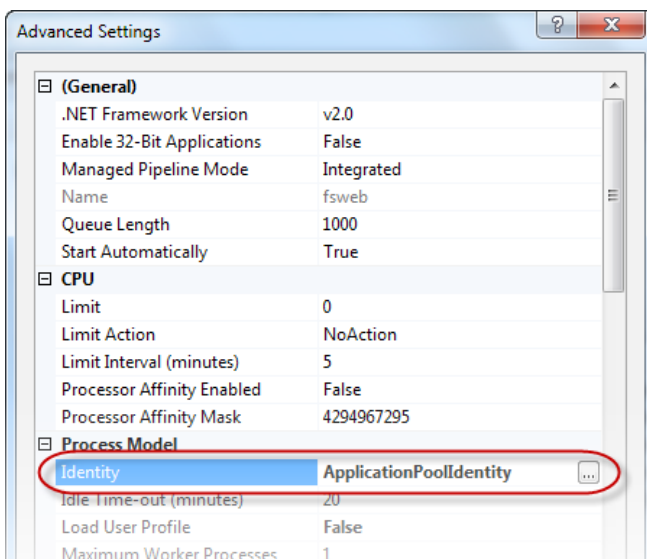 Advanced Settings
(General)
.NET Framework Version v2.0
Enable 32-Bit Applications False
Managed Pipeline Mode Integrated
Name fsweb
Queue Length 1000
Start Automatically True
CPU
Limit 0
Limit Action NoAction
Limit Interval (minutes) 5
Processor Affinity Enabled False
Processor Affinity Mask 4294967295
Process Model
Identity ApplicationPoolIdentity ...
Idle Time-out (minutes) 20
Load User Profile False
Maximum Worker Processes 1